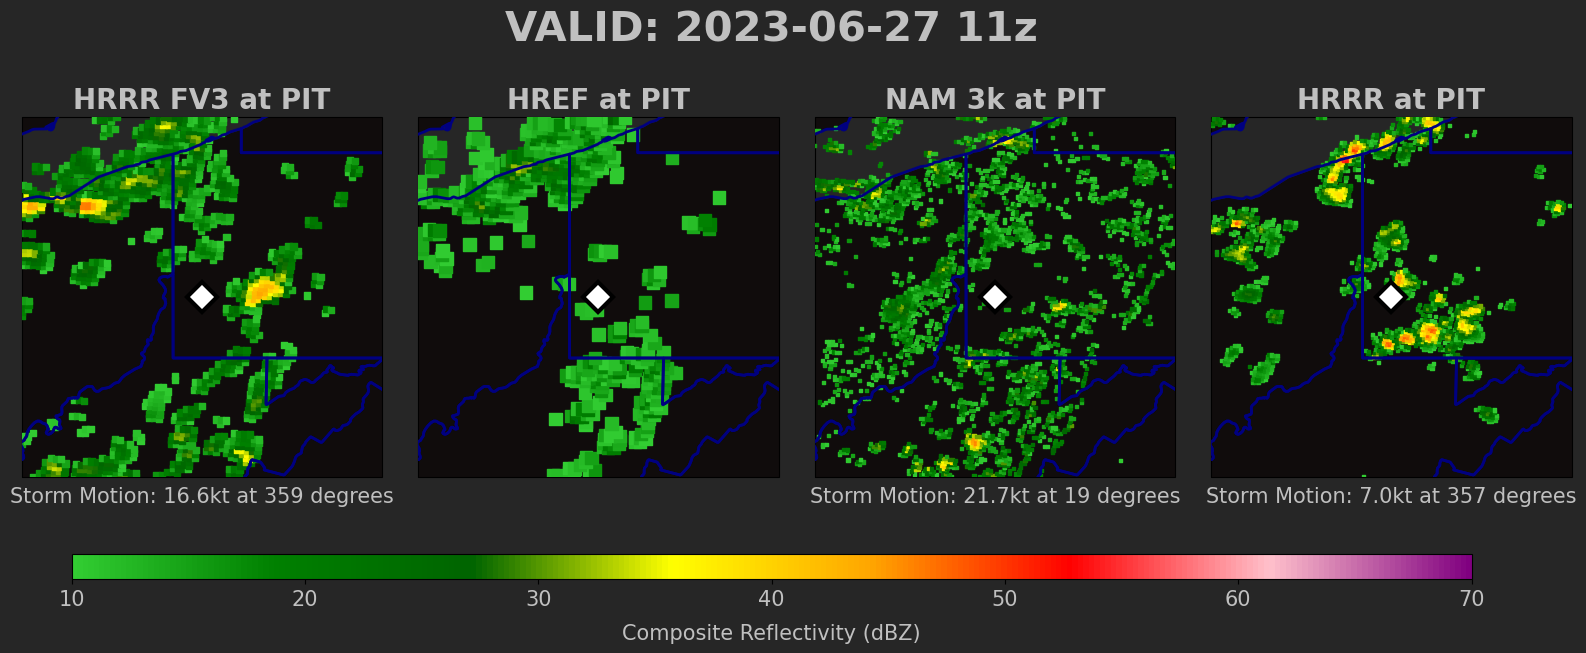 VALID: 2023-06-27 11z
HRRR FV3 at PIT
HREF at PIT
NAM 3k at PIT
HRRR at PIT
Storm Motion: 16.6kt at 359 degrees
Storm Motion: 21.7kt at 19 degrees
Storm Motion: 7.0kt at 357 degrees
10 20 30 40 50 60 70
Composite Reflectivity (dBZ)